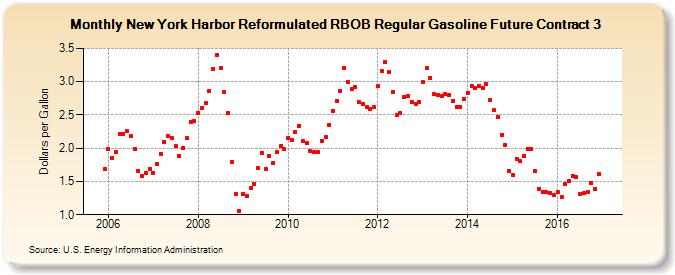 Monthly New York Harbor Reformulated RBOB Regular Gasoline Future Contract 3
Dollars per Gallon
3.5
3.0
2.5
2.0
1.5
1.0
2006 2008 2010 2012 2014 2016
Source: U.S. Energy Information Administration